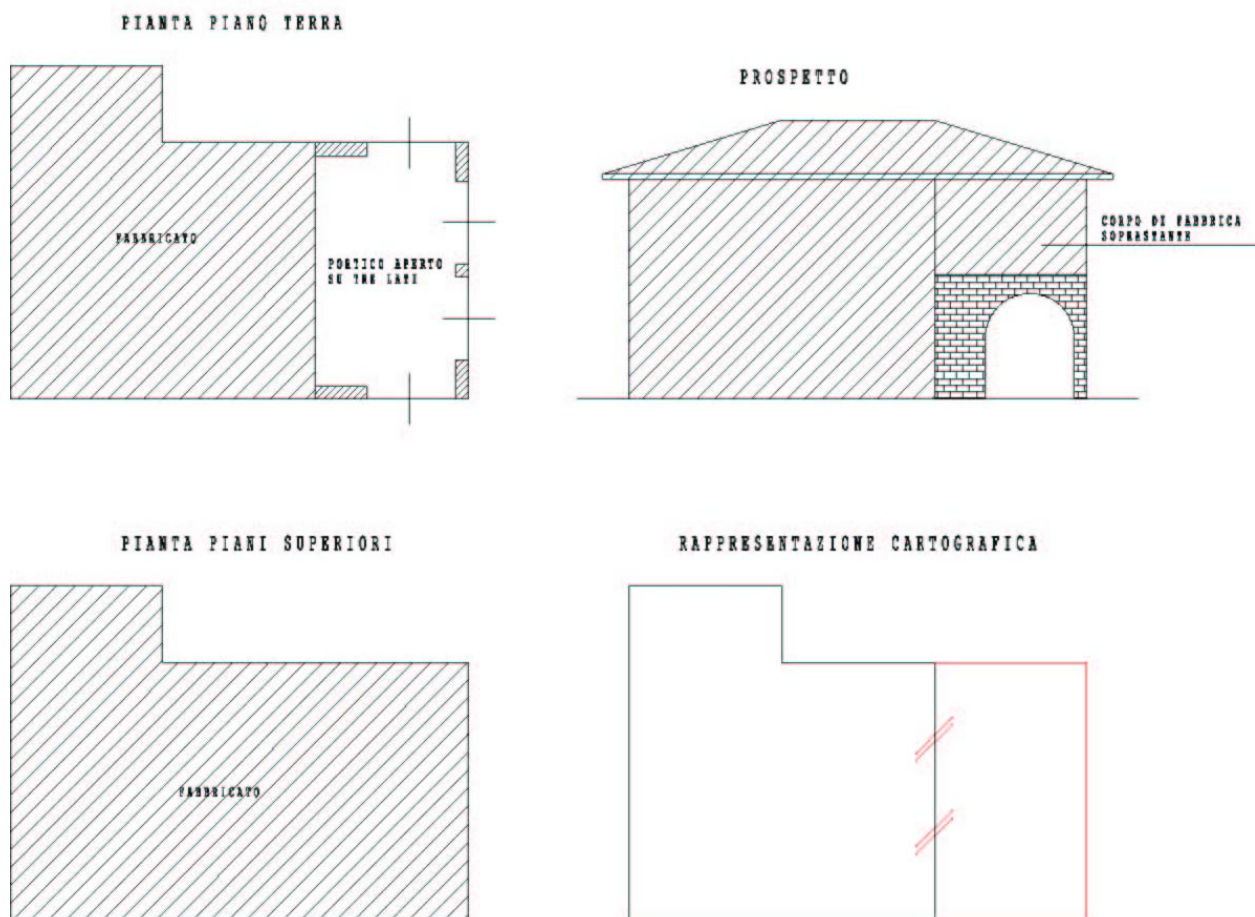 PIANTA PIANO TERRA
PROSPETTO
FABBRICATO
PORTICO APERTO
SU TRE LATI
CORPO DI FABBRICA
SOPRASTANTE
PIANTA PIANI SUPERIORI
RAPPRESENTAZIONE CARTOGRAFICA
FABBRICATO